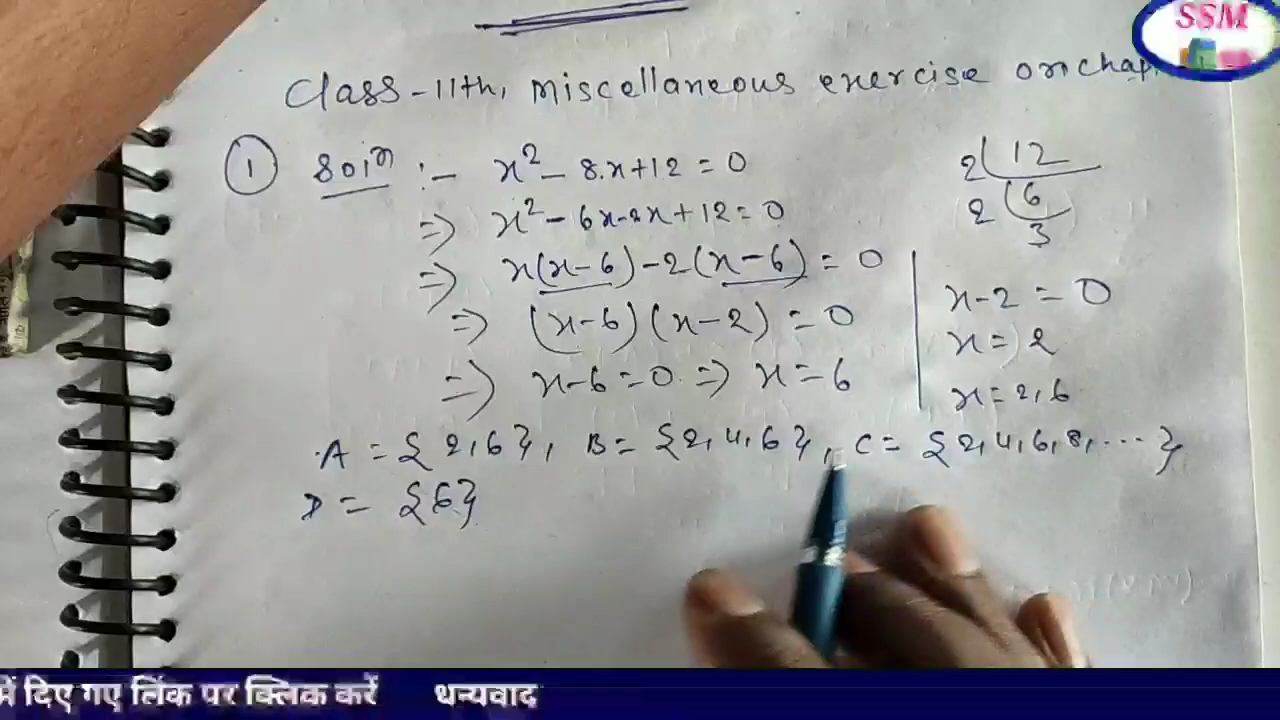 SSM
Class-11th, miscellaneous exercise on chap
① Solⁿ :- x² - 8x + 12 = 0
2 | 12
⇒ x² - 6x - 2x + 12 = 0
2 | 6
3
⇒ x(x-6) - 2(x-6) = 0
x-2 = 0
⇒ (x-6)(x-2) = 0
x = 2
⇒ x-6 = 0 ⇒ x = 6
x = 2, 6
A = {2,6}, B = {2,4,6}, C = {2,4,6,8,...}
D = {6}
में दिए गए लिंक पर क्लिक करें धन्यवाद